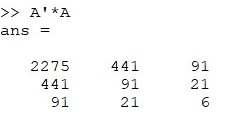 >> A'*A
ans =
2275 441 91
441 91 21
91 21 6